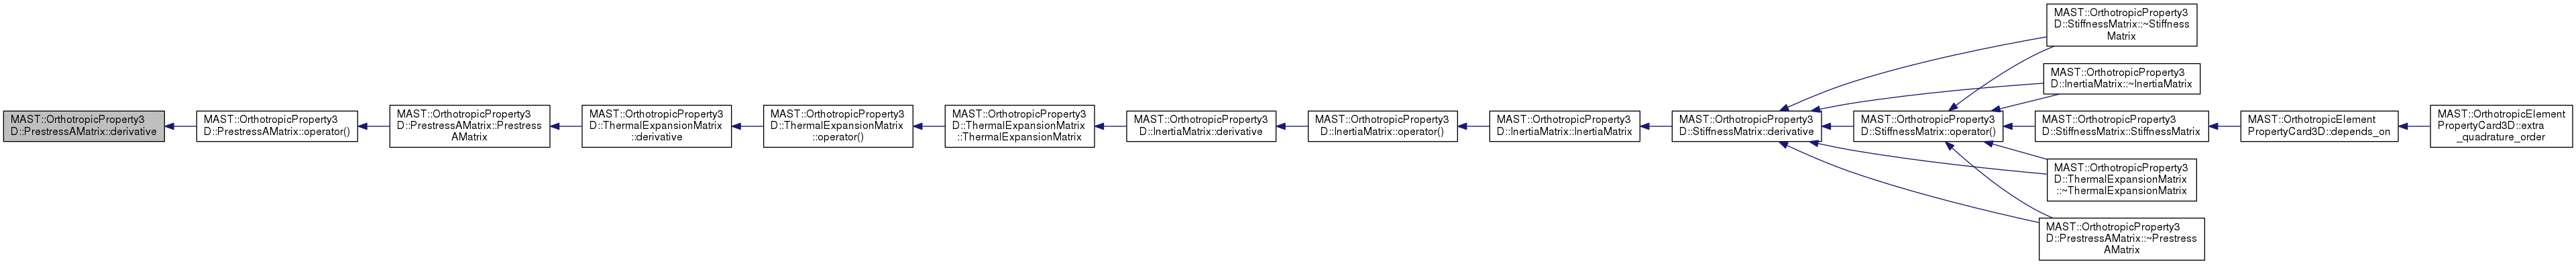 MAST::OrthotropicProperty3
D::PrestressAMatrix::derivative
MAST::OrthotropicProperty3
D::PrestressAMatrix::operator()
MAST::OrthotropicProperty3
D::PrestressAMatrix::Prestress
AMatrix
MAST::OrthotropicProperty3
D::ThermalExpansionMatrix
::derivative
MAST::OrthotropicProperty3
D::ThermalExpansionMatrix
::operator()
MAST::OrthotropicProperty3
D::ThermalExpansionMatrix
::ThermalExpansionMatrix
MAST::OrthotropicProperty3
D::InertiaMatrix::derivative
MAST::OrthotropicProperty3
D::InertiaMatrix::operator()
MAST::OrthotropicProperty3
D::InertiaMatrix::InertiaMatrix
MAST::OrthotropicProperty3
D::StiffnessMatrix::derivative
MAST::OrthotropicProperty3
D::StiffnessMatrix::~Stiffness
Matrix
MAST::OrthotropicProperty3
D::InertiaMatrix::~InertiaMatrix
MAST::OrthotropicProperty3
D::StiffnessMatrix::operator()
MAST::OrthotropicProperty3
D::StiffnessMatrix::StiffnessMatrix
MAST::OrthotropicElement
PropertyCard3D::depends_on
MAST::OrthotropicElement
PropertyCard3D::extra
_quadrature_order
MAST::OrthotropicProperty3
D::ThermalExpansionMatrix
::~ThermalExpansionMatrix
MAST::OrthotropicProperty3
D::PrestressAMatrix::~Prestress
AMatrix